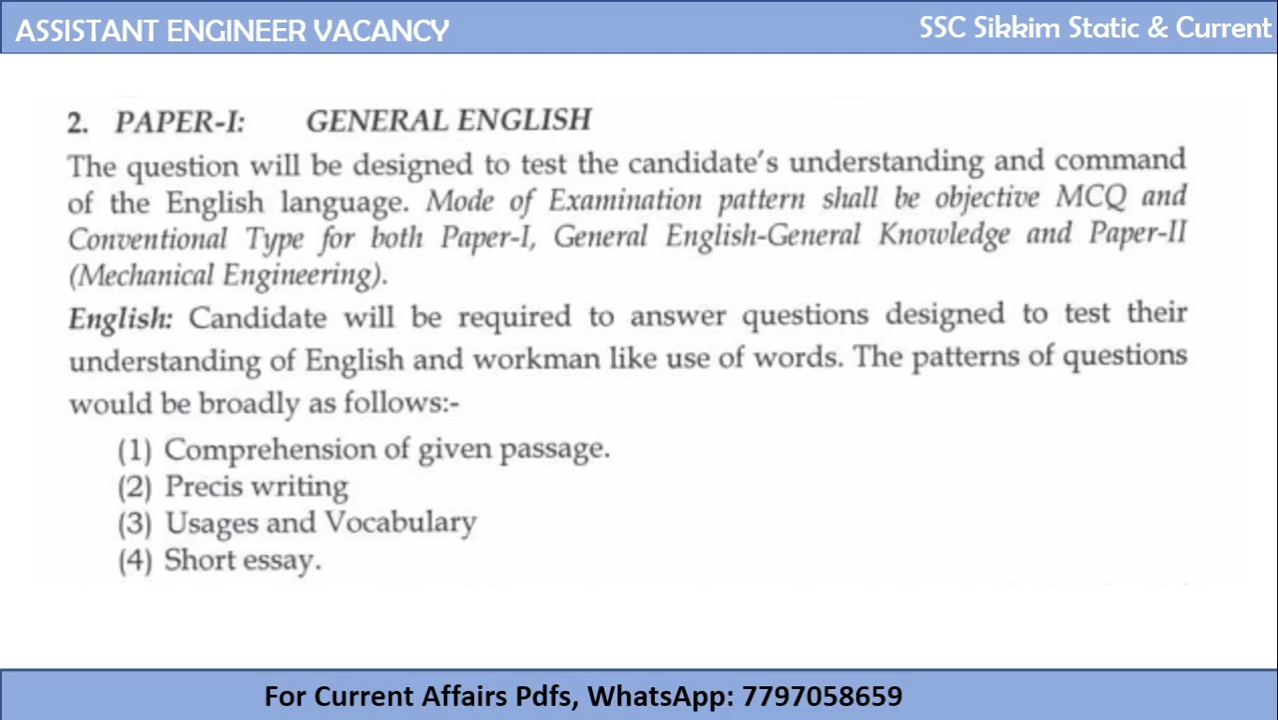 ASSISTANT ENGINEER VACANCY
SSC Sikkim Static & Current
2. PAPER-I: GENERAL ENGLISH
The question will be designed to test the candidate's understanding and command
of the English language. Mode of Examination pattern shall be objective MCQ and
Conventional Type for both Paper-I, General English-General Knowledge and Paper-II
(Mechanical Engineering).
English: Candidate will be required to answer questions designed to test their
understanding of English and workman like use of words. The patterns of questions
would be broadly as follows:-
(1) Comprehension of given passage.
(2) Precis writing
(3) Usages and Vocabulary
(4) Short essay.
For Current Affairs Pdfs, WhatsApp: 7797058659